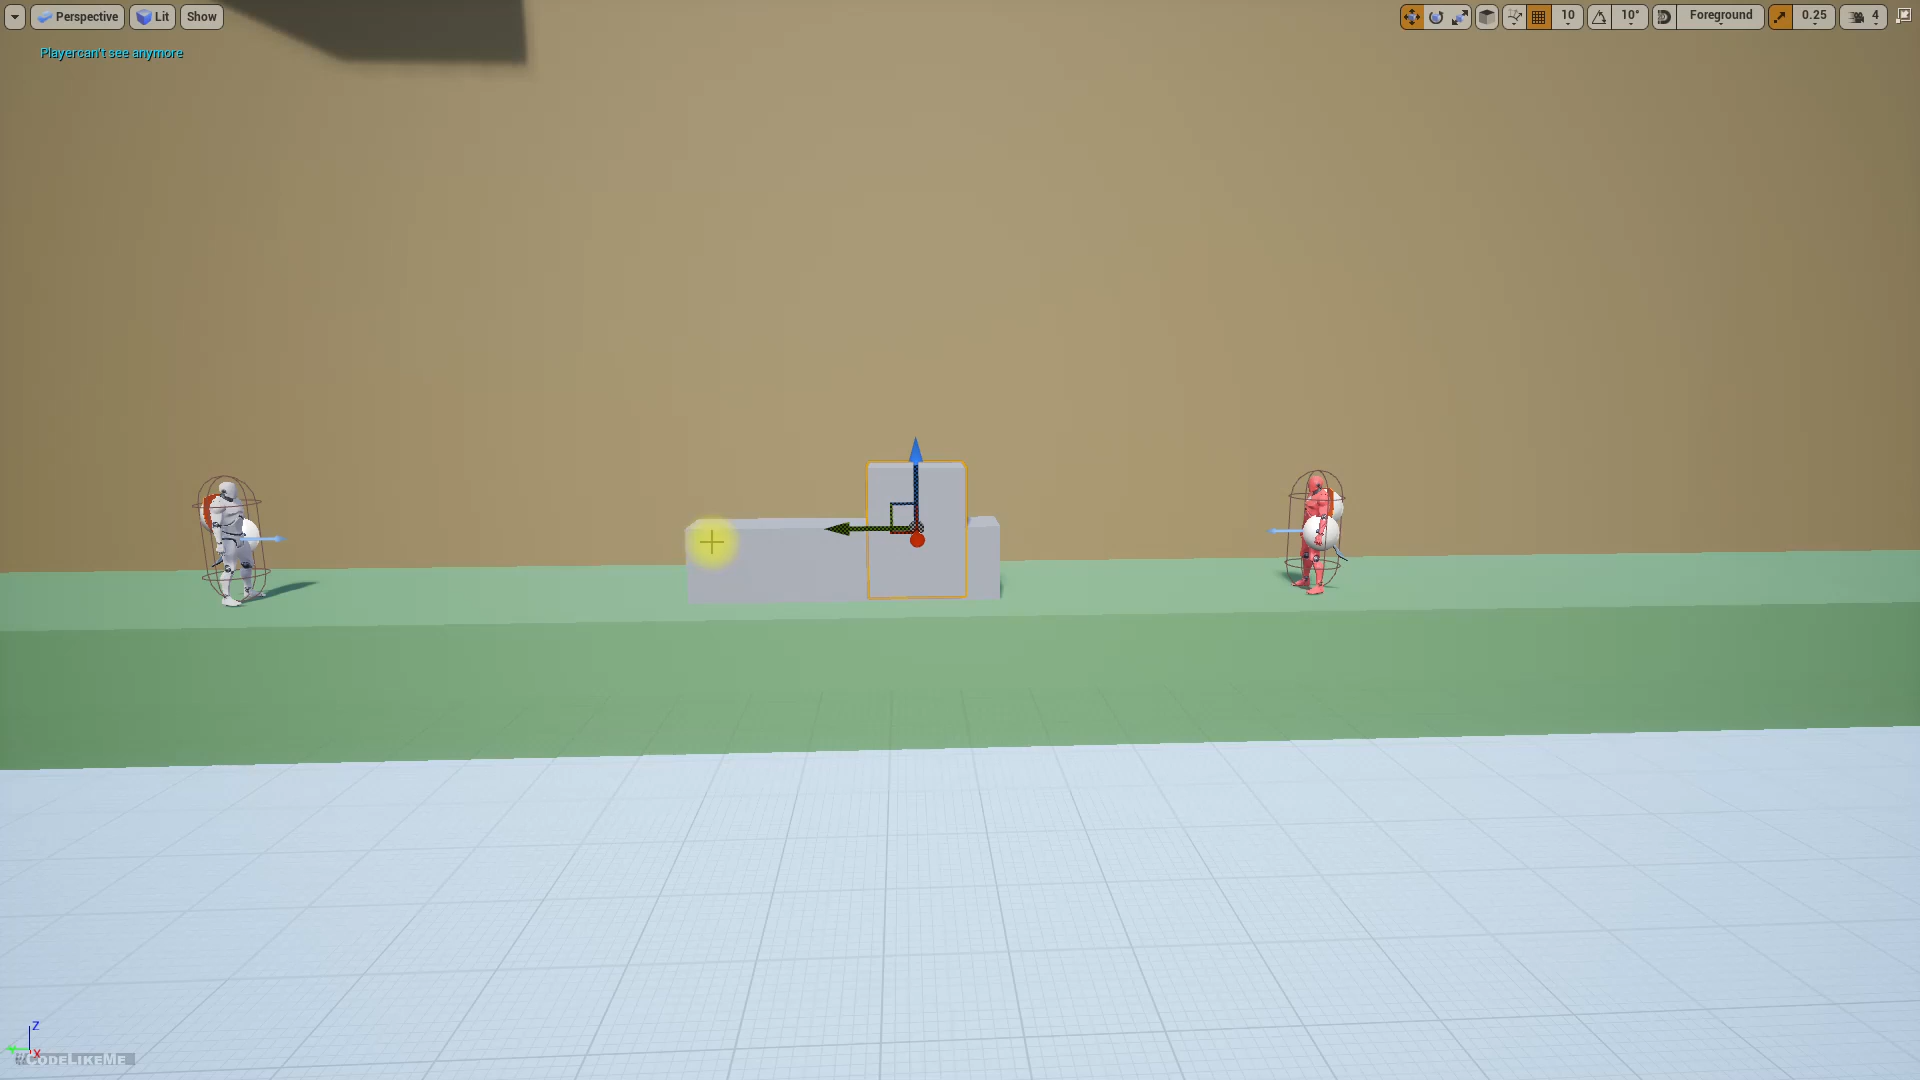 Perspective Lit Show 10 10° Foreground 0.25 4
Playercan't see anymore
Z
Y X
#CODELIKEME